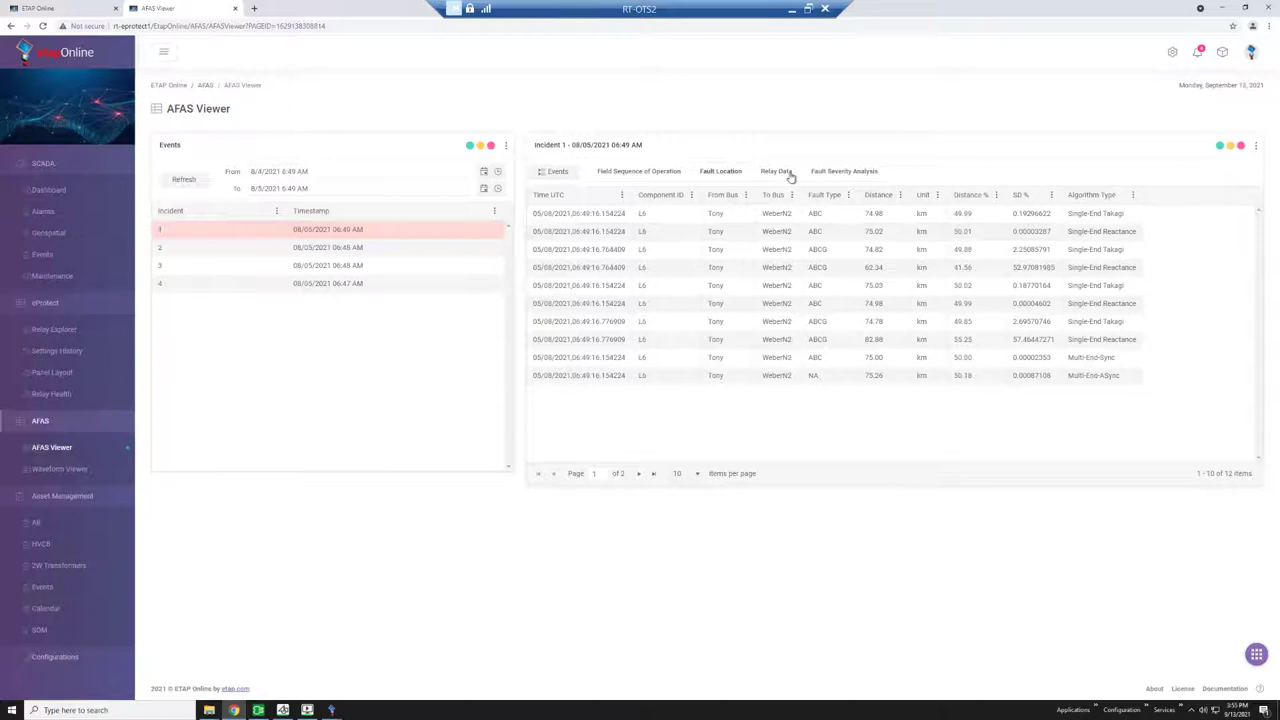 ETAP Online
AFAS Viewer
RT-OTS2
Not secure | rt-eprotect1/EtapOnline/AFAS/AFASViewer?PAGEID=1629138308814
etapOnline
8
ETAP Online / AFAS / AFAS Viewer
Monday, September 13, 2021
AFAS Viewer
SCADA
Dashboard
Alarms
Geospatial
Events
Maintenance
eProtect
Relay Explorer
Settings History
Panel Layout
Relay Health
AFAS
AFAS Viewer
Waveform Viewer
Asset Management
All
HVCB
2W Transformers
Events
Calendar
SOM
Configurations
Events
Refresh
From 8/4/2021 6:49 AM
To 8/5/2021 6:49 AM
Incident Timestamp
1 08/05/2021 06:49 AM
2 08/05/2021 06:48 AM
3 08/05/2021 06:48 AM
4 08/05/2021 06:47 AM
Incident 1 - 08/05/2021 06:49 AM
Events Field Sequence of Operation Fault Location Relay Data Fault Severity Analysis
Time UTC Component ID From Bus To Bus Fault Type Distance Unit Distance % SD % Algorithm Type
05/08/2021,06:49:16.154224 L6 Tony WeberN2 ABC 74.98 km 49.99 0.19296622 Single-End Takagi
05/08/2021,06:49:16.154224 L6 Tony WeberN2 ABC 75.02 km 50.01 0.00003287 Single-End Reactance
05/08/2021,06:49:16.764409 L6 Tony WeberN2 ABCG 74.82 km 49.88 2.25085791 Single-End Takagi
05/08/2021,06:49:16.764409 L6 Tony WeberN2 ABCG 62.34 km 41.56 52.97081985 Single-End Reactance
05/08/2021,06:49:16.154224 L6 Tony WeberN2 ABC 75.03 km 50.02 0.18770164 Single-End Takagi
05/08/2021,06:49:16.154224 L6 Tony WeberN2 ABC 74.98 km 49.99 0.00004602 Single-End Reactance
05/08/2021,06:49:16.776909 L6 Tony WeberN2 ABCG 74.78 km 49.85 2.69570746 Single-End Takagi
05/08/2021,06:49:16.776909 L6 Tony WeberN2 ABCG 82.88 km 55.25 57.46447271 Single-End Reactance
05/08/2021,06:49:16.154224 L6 Tony WeberN2 ABC 75.00 km 50.00 0.00002353 Multi-End-Sync
05/08/2021,06:49:16.154224 L6 Tony WeberN2 NA 75.26 km 50.18 0.00087108 Multi-End-ASync
Page 1 of 2 10 items per page 1 - 10 of 12 items
2021 © ETAP Online by etap.com
About License Documentation
Type here to search
Applications Configuration Services
3:55 PM
9/13/2021